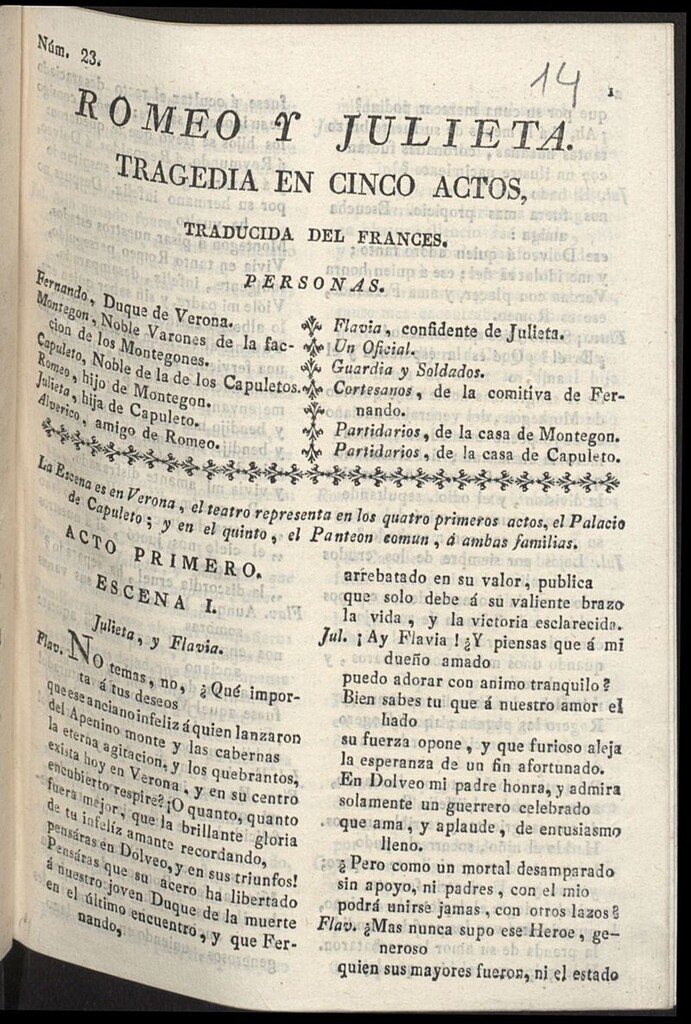 Núm. 23.
14
1
ROMEO Y JULIETA.
TRAGEDIA EN CINCO ACTOS,
TRADUCIDA DEL FRANCES.
PERSONAS.
Fernando, Duque de Verona.
Montegon, Noble Varones de la fac-
cion de los Montegones.
Capuleto, Noble de la de los Capuletos.
Romeo, hijo de Montegon.
Julieta, hija de Capuleto.
Alverico, amigo de Romeo.
Flavia, confidente de Julieta.
Un Oficial.
Guardia y Soldados.
Cortesanos, de la comitiva de Fer-
nando.
Partidarios, de la casa de Montegon.
Partidarios, de la casa de Capuleto.
La Escena es en Verona, el teatro representa en los quatro primeros actos, el Palacio
de Capuleto; y en el quinto, el Panteon comun, á ambas familias.
ACTO PRIMERO.
ESCENA I.
Julieta, y Flavia.
Flav. No temas, no, ¿Qué impor-
ta á tus deseos
que ese anciano infeliz á quien lanzaron
del Apenino monte y las cabernas
la eterna agitacion, y los quebrantos,
exista hoy en Verona, y en su centro
encubierto respire? ¡O quanto, quanto
fuera mejor, que la brillante gloria
de tu infelíz amante recordando,
pensáras en Dolveo, y en sus triunfos!
Pensáras que su acero ha libertado
á nuestro joven Duque de la muerte
en el último encuentro, y que Fer-
nando,
arrebatado en su valor, publica
que solo debe á su valiente brazo
la vida, y la victoria esclarecida.
Jul. ¡Ay Flavia! ¿Y piensas que á mi
dueño amado
puedo adorar con animo tranquilo?
Bien sabes tu que á nuestro amor el
hado
su fuerza opone, y que furioso aleja
la esperanza de un fin afortunado.
En Dolveo mi padre honra, y admira
solamente un guerrero celebrado
que ama, y aplaude, de entusiasmo
lleno.
¿Pero como un mortal desamparado
sin apoyo, ni padres, con el mio
podrá unirse jamas, con otros lazos?
Flav. ¿Mas nunca supo ese Heroe, ge-
neroso
quien sus mayores fueron, ni el estado